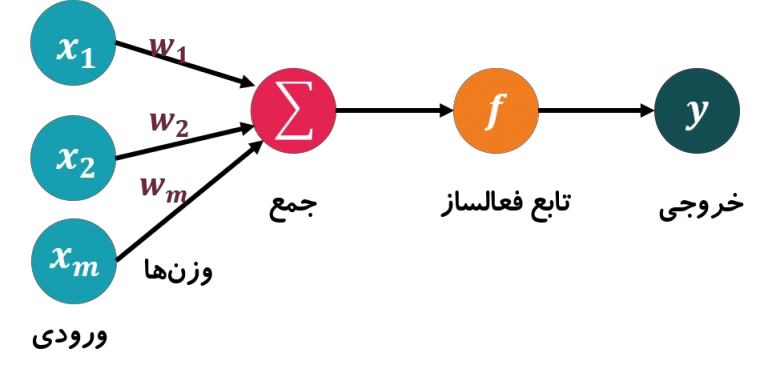 x₁ w₁
x₂ w₂ ∑ f y
wₘ
xₘ
جمع تابع فعالساز خروجی
وزن‌ها
ورودی